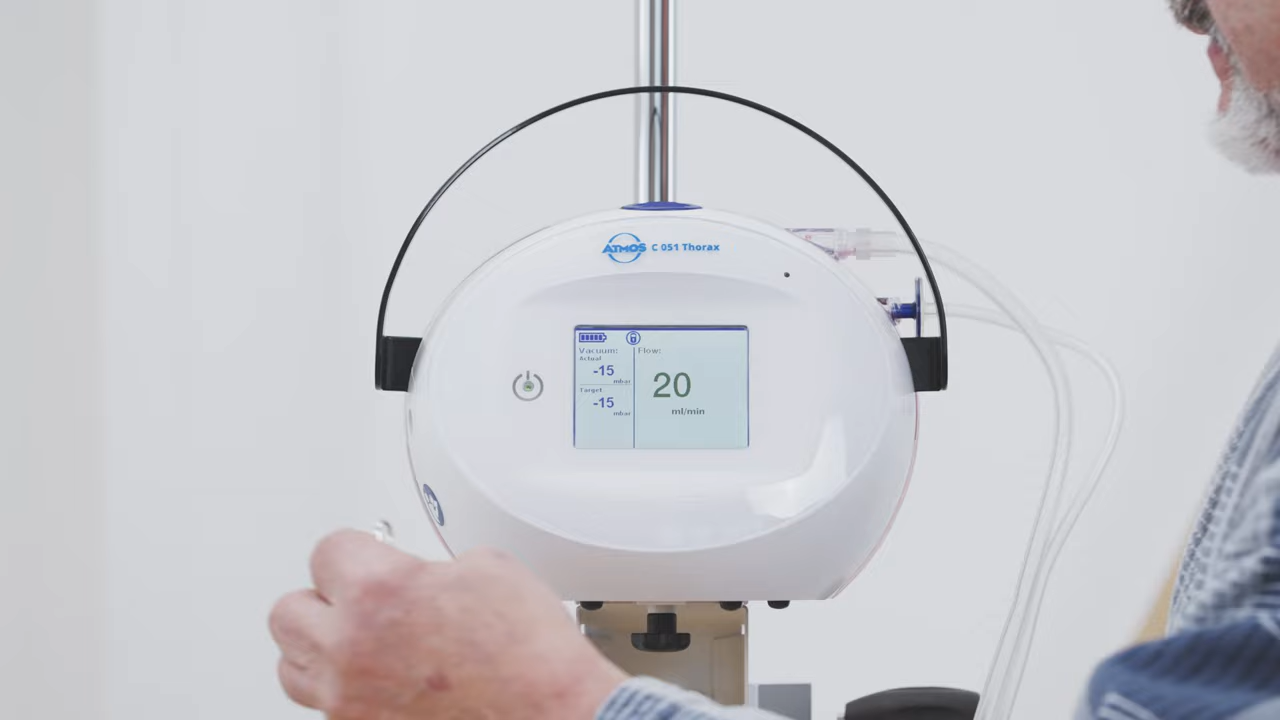 ATMOS C 051 Thorax
Vacuum: Flow:
Actual
-15
mbar
20
Target
-15
ml/min
mbar